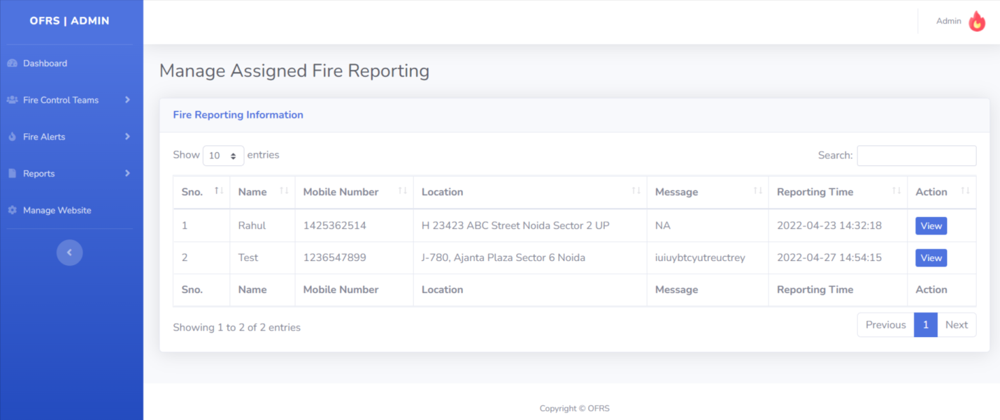 OFRS | ADMIN
Admin
Dashboard
Fire Control Teams
Fire Alerts
Reports
Manage Website
Manage Assigned Fire Reporting
Fire Reporting Information
Show 10 entries Search:
Sno. Name Mobile Number Location Message Reporting Time Action
1 Rahul 1425362514 H 23423 ABC Street Noida Sector 2 UP NA 2022-04-23 14:32:18 View
2 Test 1236547899 J-780, Ajanta Plaza Sector 6 Noida iuiuybtcyutreuctrey 2022-04-27 14:54:15 View
Sno. Name Mobile Number Location Message Reporting Time Action
Showing 1 to 2 of 2 entries Previous 1 Next
Copyright © OFRS